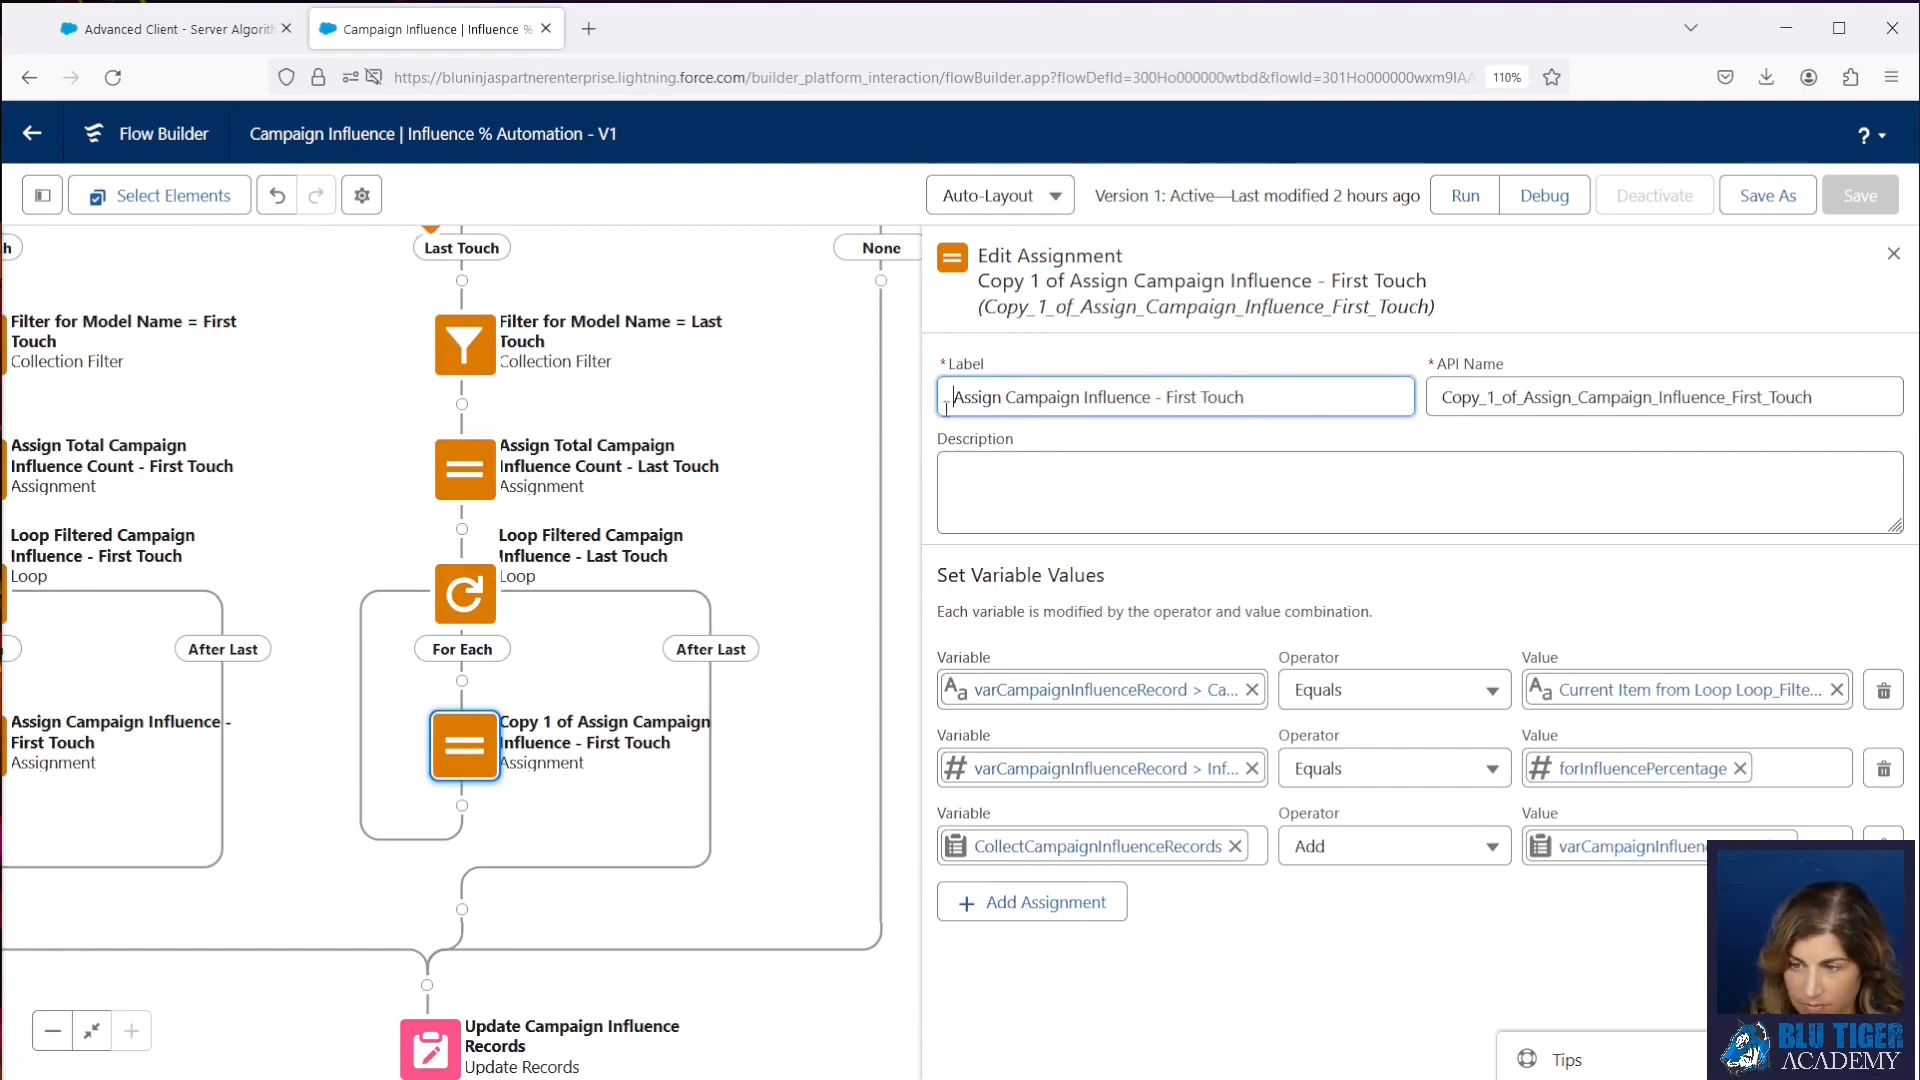 Advanced Client - Server Algorith
Campaign Influence | Influence %
https://bluninjaspartnerenterprise.lightning.force.com/builder_platform_interaction/flowBuilder.app?flowDefId=300Ho000000wtbd&flowId=301Ho000000wxm9IAA
110%
Flow Builder
Campaign Influence | Influence % Automation - V1
?
Select Elements
Auto-Layout
Version 1: Active—Last modified 2 hours ago
Run
Debug
Deactivate
Save As
Save
h
Last Touch
None
Filter for Model Name = First
Touch
Collection Filter
Filter for Model Name = Last
Touch
Collection Filter
Assign Total Campaign
Influence Count - First Touch
Assignment
Assign Total Campaign
Influence Count - Last Touch
Assignment
Loop Filtered Campaign
Influence - First Touch
Loop
Loop Filtered Campaign
Influence - Last Touch
Loop
After Last
For Each
After Last
Assign Campaign Influence -
First Touch
Assignment
Copy 1 of Assign Campaign
Influence - First Touch
Assignment
Update Campaign Influence
Records
Update Records
Edit Assignment
Copy 1 of Assign Campaign Influence - First Touch
(Copy_1_of_Assign_Campaign_Influence_First_Touch)
* Label
* API Name
Assign Campaign Influence - First Touch
Copy_1_of_Assign_Campaign_Influence_First_Touch
Description
Set Variable Values
Each variable is modified by the operator and value combination.
Variable
Operator
Value
Aa varCampaignInfluenceRecord > Ca...
Equals
Aa Current Item from Loop Loop_Filte...
Variable
Operator
Value
# varCampaignInfluenceRecord > Inf...
Equals
# forInfluencePercentage
Variable
Operator
Value
CollectCampaignInfluenceRecords
Add
varCampaignInfluen
+ Add Assignment
Tips
BLU TIGER
ACADEMY